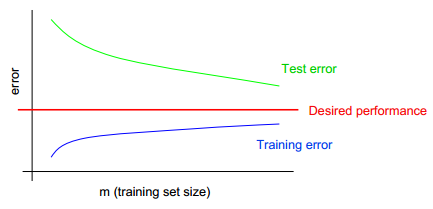 error
Test error
Desired performance
Training error
m (training set size)